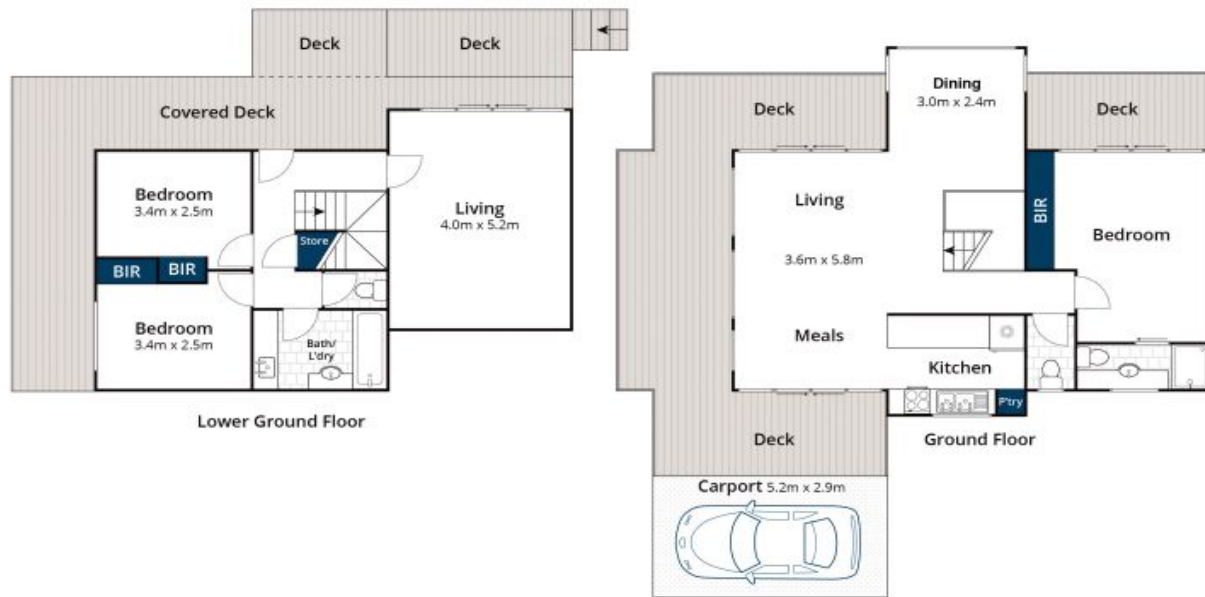 Deck
Deck
Covered Deck
Bedroom
3.4m x 2.5m
Living
4.0m x 5.2m
Store
BIR
BIR
Bedroom
3.4m x 2.5m
Bath/
L'dry
Lower Ground Floor
Dining
3.0m x 2.4m
Deck
Deck
Living
BIR
Bedroom
3.6m x 5.8m
Meals
Kitchen
P'try
Deck
Ground Floor
Carport 5.2m x 2.9m